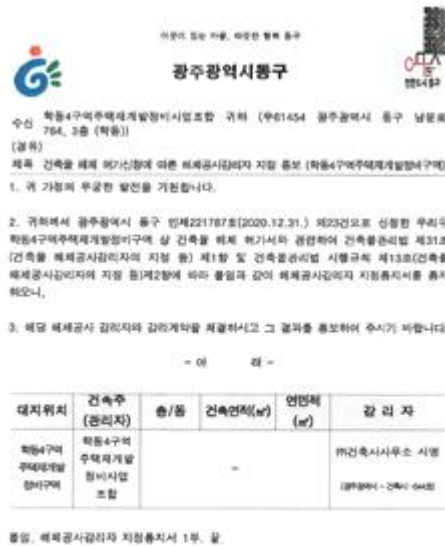 이웃이 있는 마을, 따뜻한 행복 동구
광주광역시동구
수신 학동4구역주택재개발정비사업조합 귀하 (우61454 광주광역시 동구 남문로
764, 3층 (학동))
(경유)
제목 건축물 해체 허가신청에 따른 해체공사감리자 지정 통보 (학동4구역주택재개발정비구역)
1. 귀 가정의 무궁한 발전을 기원합니다.
2. 귀하께서 광주광역시 동구 민제221787호(2020.12.31.) 외23건으로 신청한 우리구
학동4구역주택재개발정비구역 상 건축물 해체 허가서와 관련하여 건축물관리법 제31조
(건축물 해체공사감리자의 지정 등) 제1항 및 건축물관리법 시행규칙 제13조(건축물
해체공사감리자의 지정 등)제2항에 따라 붙임과 같이 해체공사감리자 지정통지서를 통지
하오니,
3. 해당 해체공사 감리자와 감리계약을 체결하시고 그 결과를 통보하여 주시기 바랍니다.
- 아 래 -
대지위치 건축주 (관리자) 층/동 건축면적(㎡) 연면적 (㎡) 감 리 자
학동4구역 주택재개발 정비구역 학동4구역 주택재개발 정비사업 조합 - ㈜건축사사무소 시명
붙임. 해체공사감리자 지정통지서 1부. 끝.